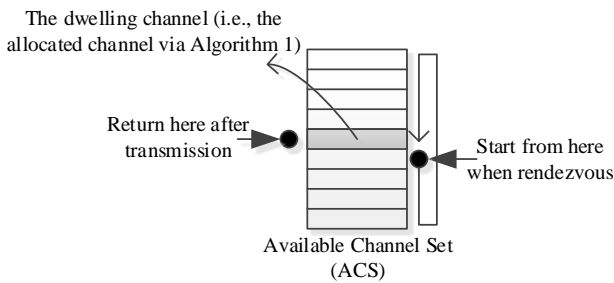 The dwelling channel (i.e., the
allocated channel via Algorithm 1)
Return here after
transmission
Start from here
when rendezvous
Available Channel Set
(ACS)